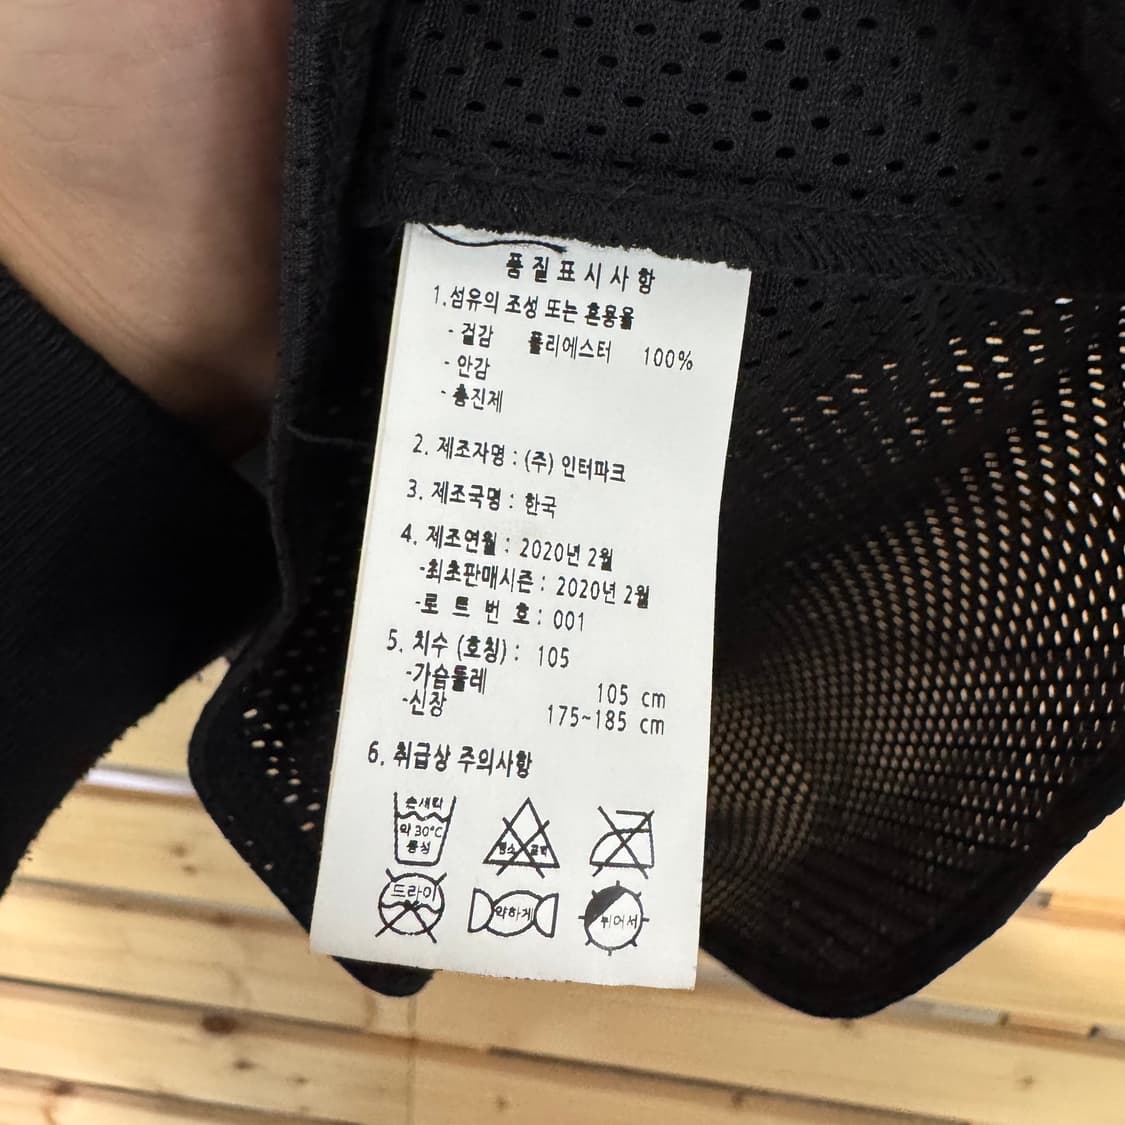 품질표시사항
1.섬유의 조성 또는 혼용율
- 겉감 폴리에스터 100%
- 안감
- 충진제
2. 제조자명 : (주) 인터파크
3. 제조국명 : 한국
4. 제조연월 : 2020년 2월
-최초판매시즌 : 2020년 2월
-로 트 번 호 : 001
5. 치수 (호칭) : 105
-가슴둘레 105 cm
-신장 175~185 cm
6. 취급상 주의사항
손세탁
약 30°C
중성
염소 표백
드라이
약하게
뉘어서